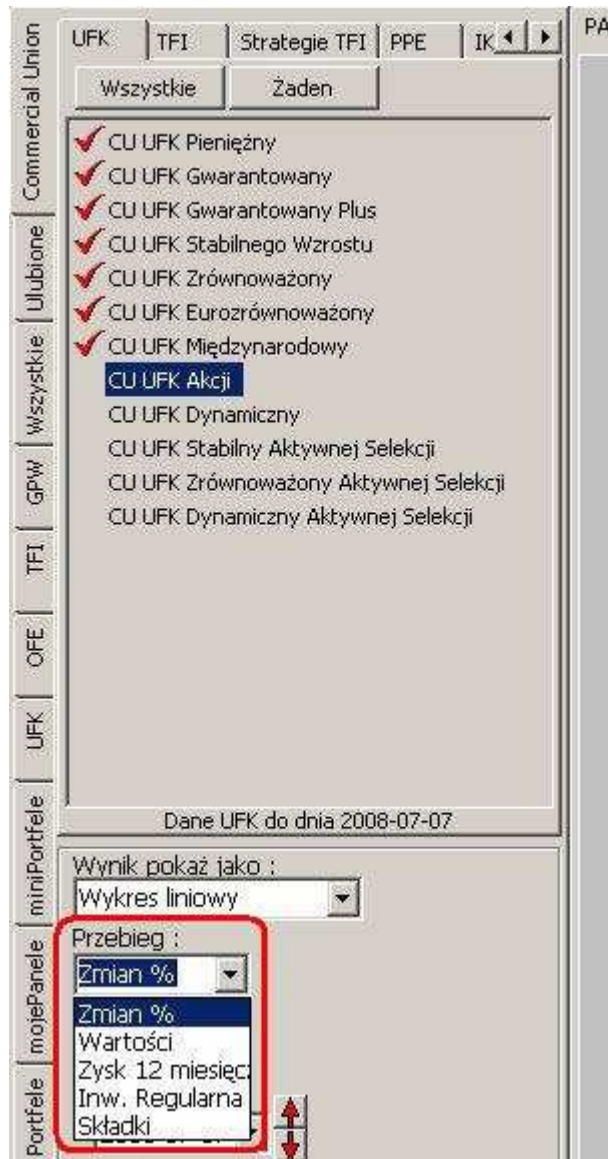 UFK TFI Strategie TFI PPE IK
PA
Wszystkie Żaden
CU UFK Pieniężny
CU UFK Gwarantowany
CU UFK Gwarantowany Plus
CU UFK Stabilnego Wzrostu
CU UFK Zrównoważony
CU UFK Eurozrównoważony
CU UFK Międzynarodowy
CU UFK Akcji
CU UFK Dynamiczny
CU UFK Stabilny Aktywnej Selekcji
CU UFK Zrównoważony Aktywnej Selekcji
CU UFK Dynamiczny Aktywnej Selekcji
Dane UFK do dnia 2008-07-07
Wynik pokaż jako :
Wykres liniowy
Przebieg :
Zmian %
Zmian %
Wartości
Zysk 12 miesięcz
Inw. Regularna
Składki
Commercial Union
Ulubione
Wszystkie
GPW
TFI
OFE
UFK
miniPortfele
mojePanele
Portfele